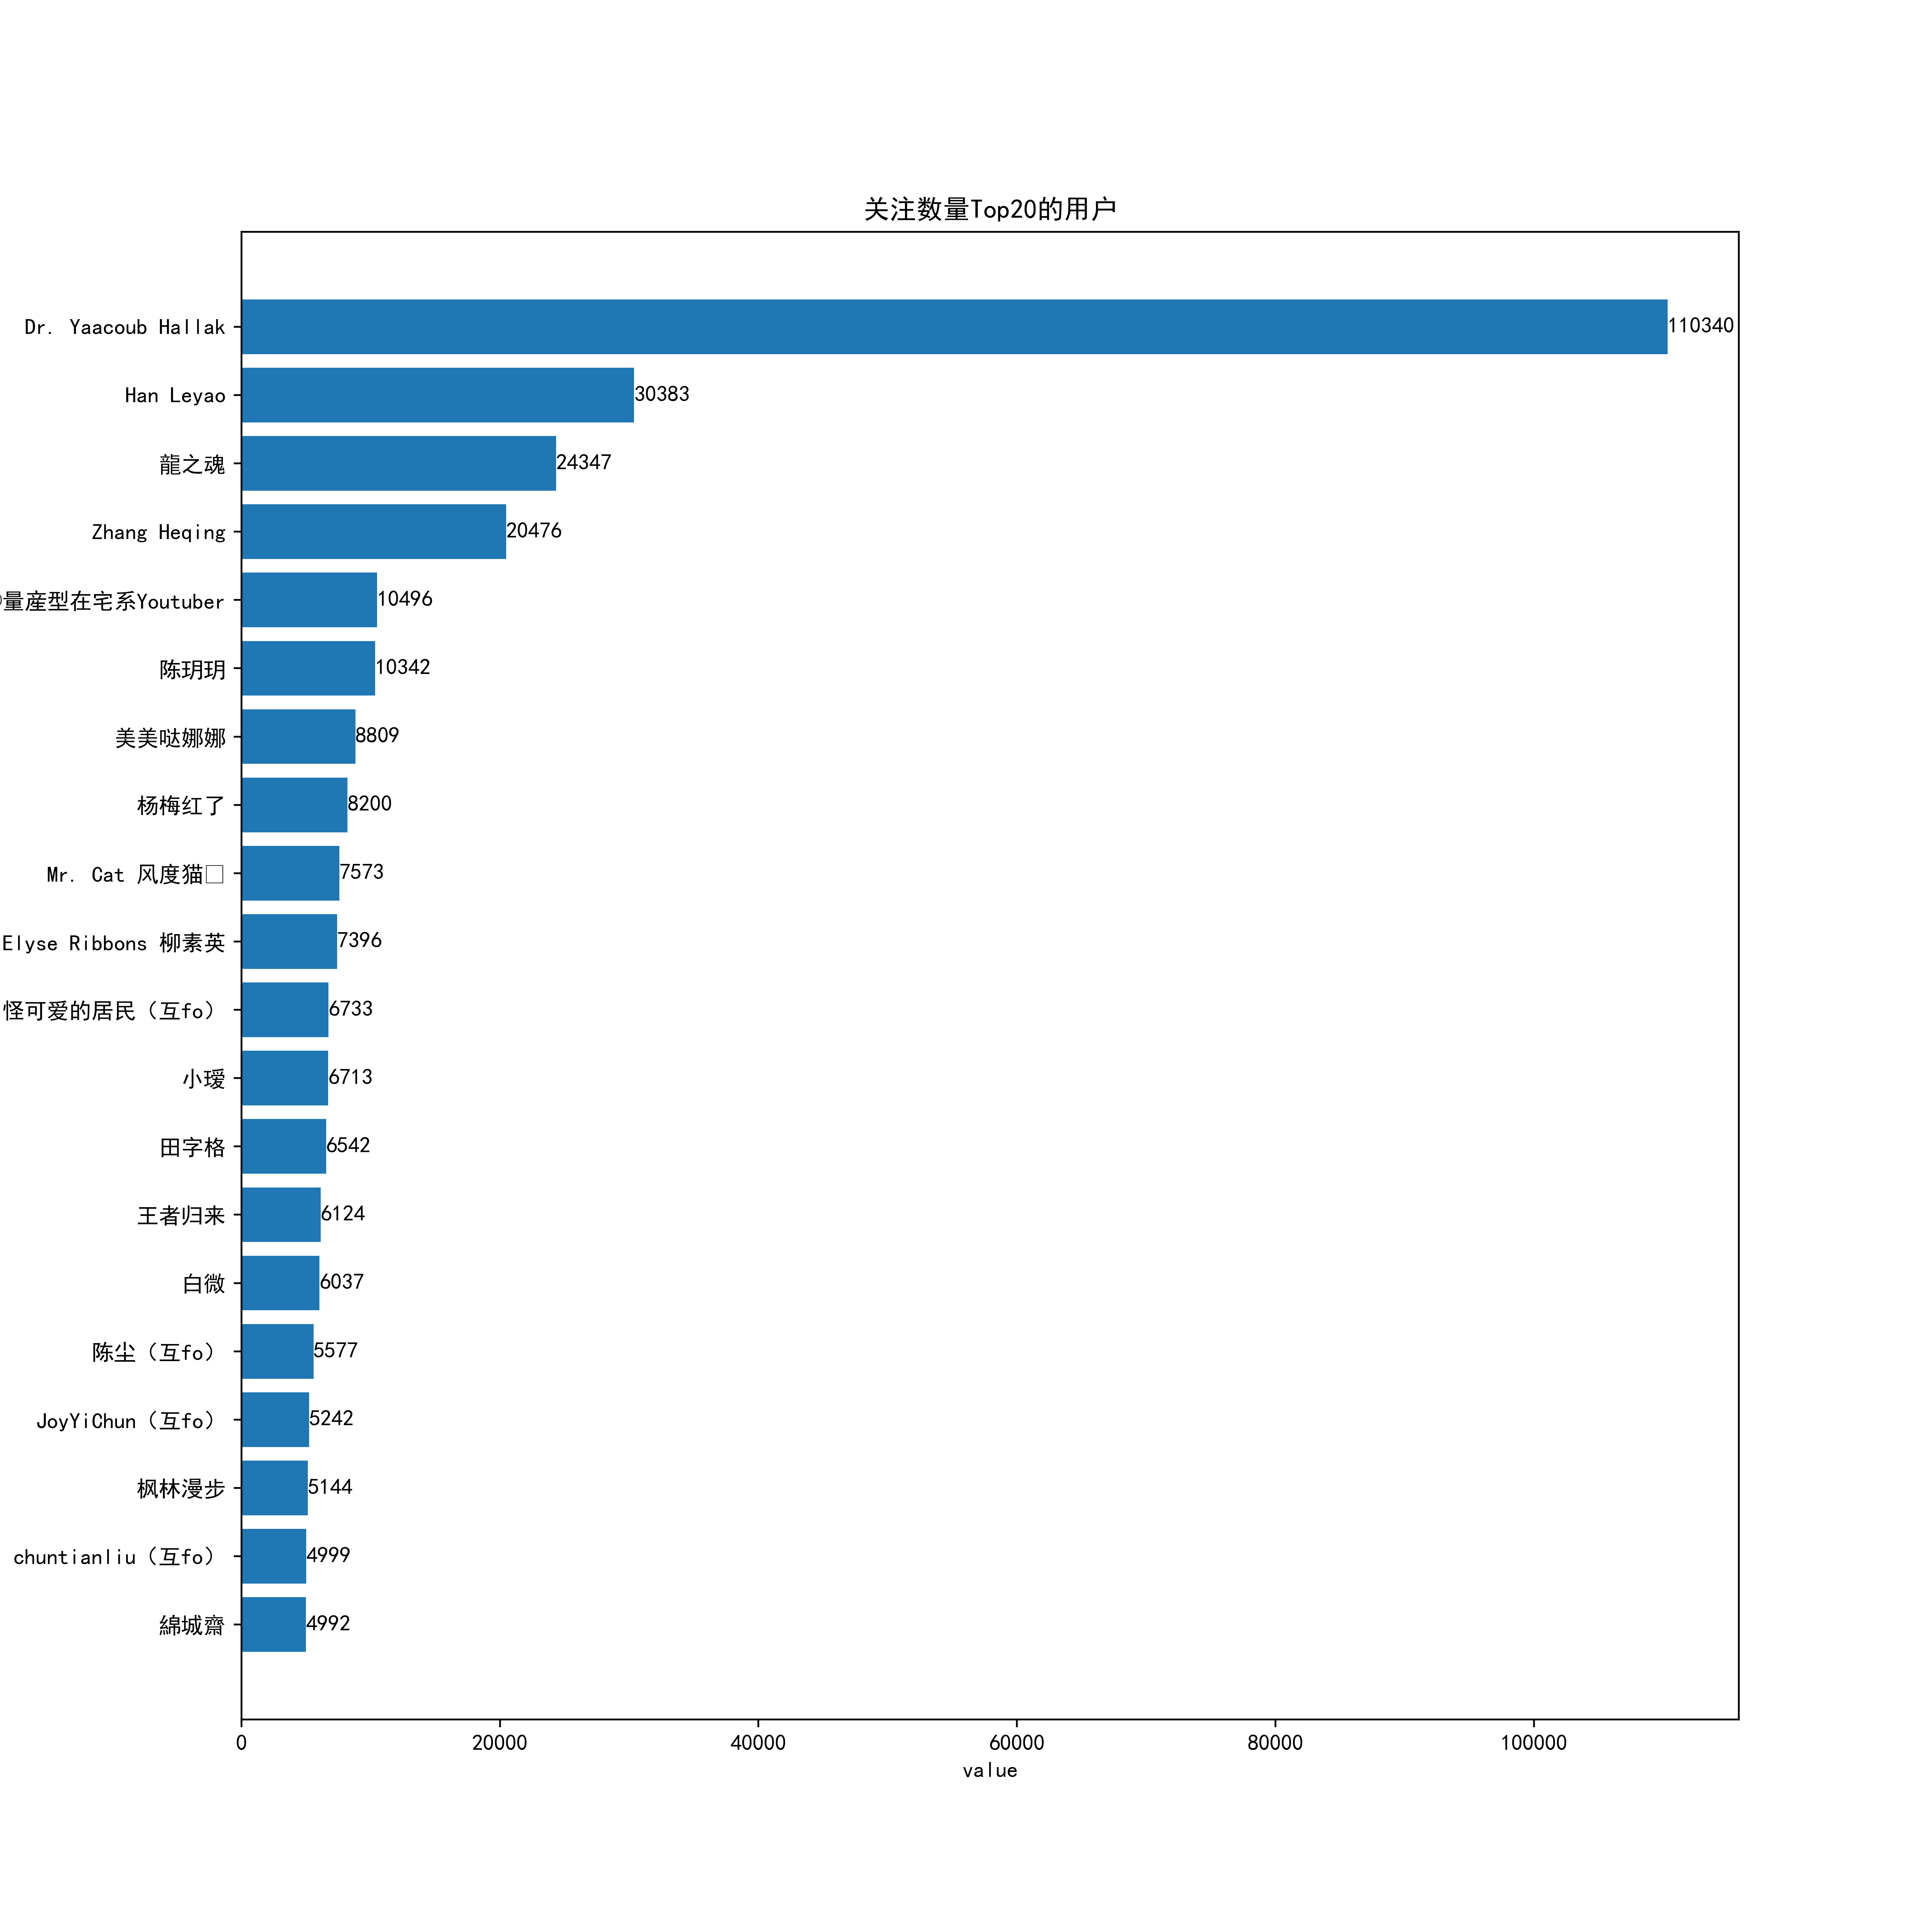 关注数量Top20的用户
Dr. Yaacoub Hallak 110340
Han Leyao 30383
龍之魂 24347
Zhang Heqing 20476
量産型在宅系Youtuber 10496
陈玥玥 10342
美美哒娜娜 8809
杨梅红了 8200
Mr. Cat 风度猫 7573
Elyse Ribbons 柳素英 7396
怪可爱的居民（互fo） 6733
小瑷 6713
田字格 6542
王者归来 6124
白微 6037
陈尘（互fo） 5577
JoyYiChun（互fo） 5242
枫林漫步 5144
chuntianliu（互fo） 4999
綿城齋 4992
0 20000 40000 60000 80000 100000
value